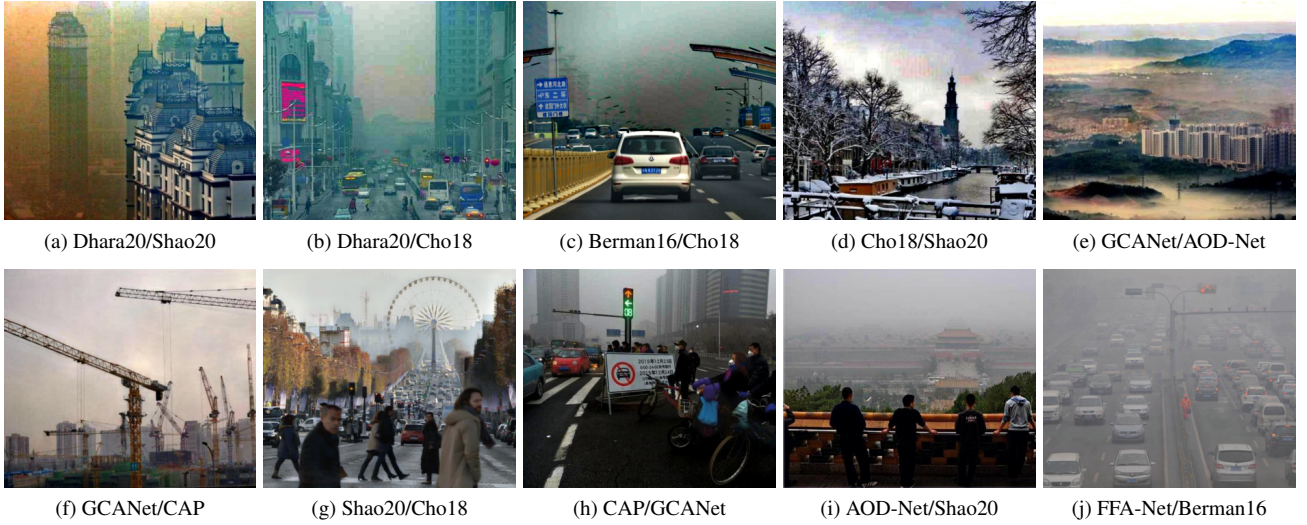 (a) Dhara20/Shao20
(b) Dhara20/Cho18
(c) Berman16/Cho18
(d) Cho18/Shao20
(e) GCANet/AOD-Net
(f) GCANet/CAP
(g) Shao20/Cho18
(h) CAP/GCANet
(i) AOD-Net/Shao20
(j) FFA-Net/Berman16